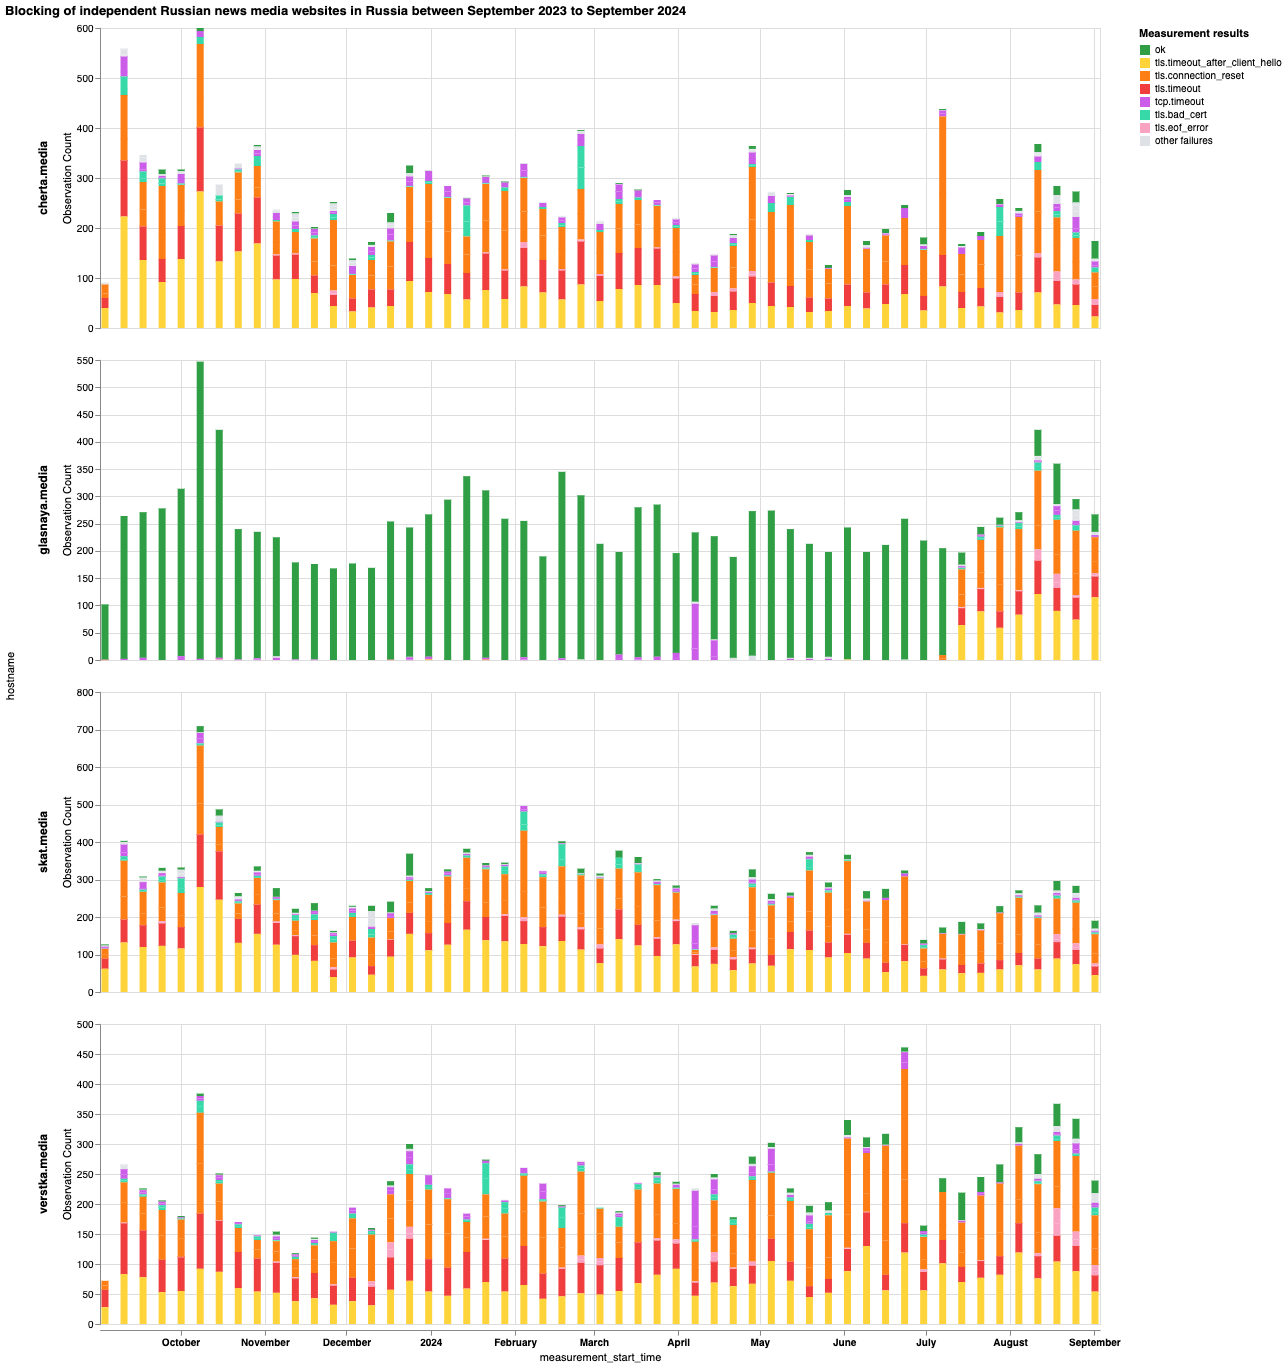 Blocking of independent Russian news media websites in Russia between September 2023 to September 2024
Measurement results
ok
tls.timeout_after_client_hello
tls.connection_reset
tls.timeout
tcp.timeout
tls.bad_cert
tls.eof_error
other failures
hostname
cherta.media
Observation Count
600
500
400
300
200
100
0
glasnaya.media
Observation Count
550
500
450
400
350
300
250
200
150
100
50
0
skat.media
Observation Count
800
700
600
500
400
300
200
100
0
verstka.media
Observation Count
500
450
400
350
300
250
200
150
100
50
0
October November December 2024 February March April May June July August September
measurement_start_time